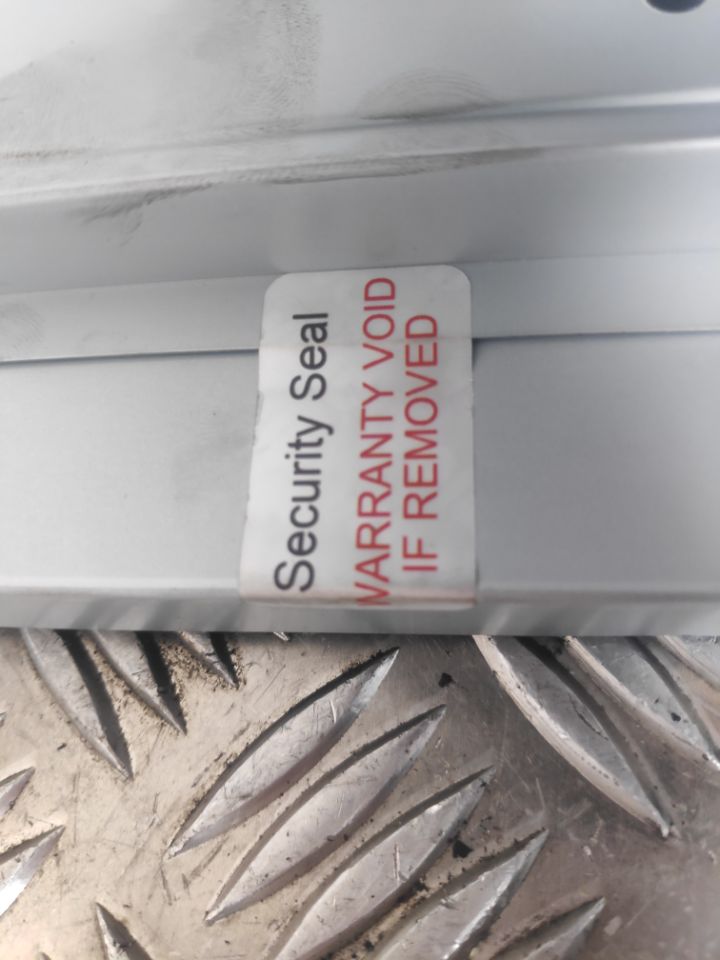 Security Seal
WARRANTY VOID
IF REMOVED